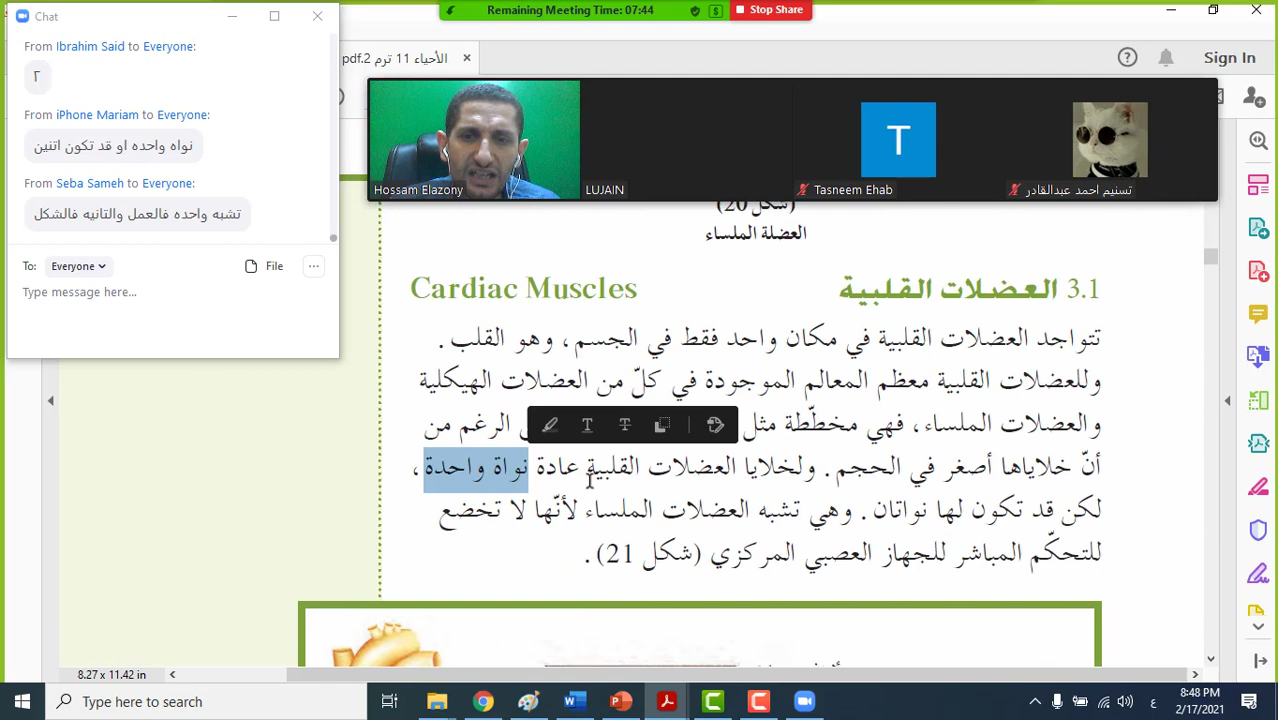 Chat
From Ibrahim Said to Everyone:
٢
From iPhone Mariam to Everyone:
نواه واحده او قد تكون اتنين
From Seba Sameh to Everyone:
تشبه واحده فالعمل والتانيه فالشكل
To: Everyone
File
Type message here...
Remaining Meeting Time: 07:44
Stop Share
الأحياء 11 ترم 2.pdf
Sign In
Hossam Elazony
LUJAIN
T
Tasneem Ehab
تسنيم احمد عبدالقادر
(شكل 20)
العضلة الملساء
3.1 العضلات القلبية Cardiac Muscles
تتواجد العضلات القلبية في مكان واحد فقط في الجسم، وهو القلب.
وللعضلات القلبية معظم المعالم الموجودة في كلّ من العضلات الهيكلية
والعضلات الملساء، فهي مخطّطة مثل الرغم من
أنّ خلاياها أصغر في الحجم. ولخلايا العضلات القلبية عادة نواة واحدة،
لكن قد تكون لها نواتان. وهي تشبه العضلات الملساء لأنّها لا تخضع
للتحكّم المباشر للجهاز العصبي المركزي (شكل 21).
8.27 x 11.42 in
Type here to search
ع
8:48 PM
2/17/2021